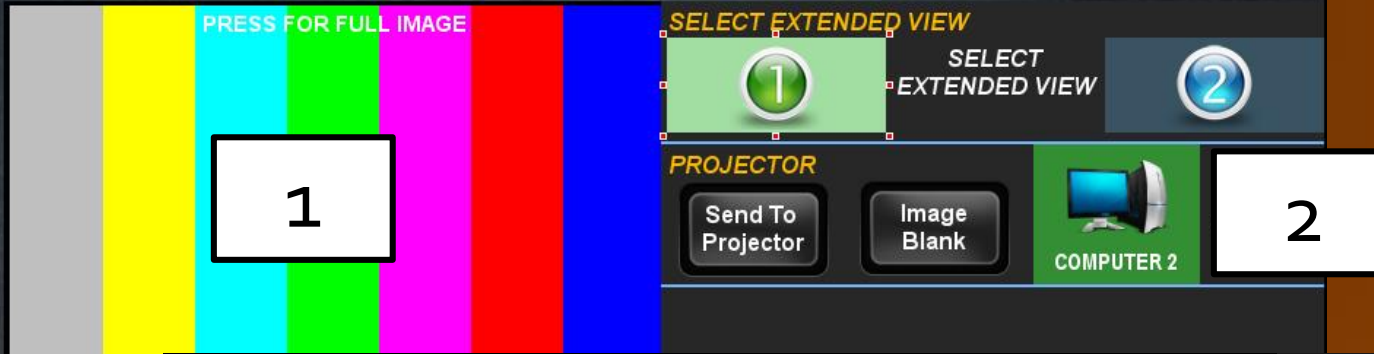 PRESS FOR FULL IMAGE
1
SELECT EXTENDED VIEW
1
SELECT
EXTENDED VIEW
2
PROJECTOR
Send To
Projector
Image
Blank
COMPUTER 2
2